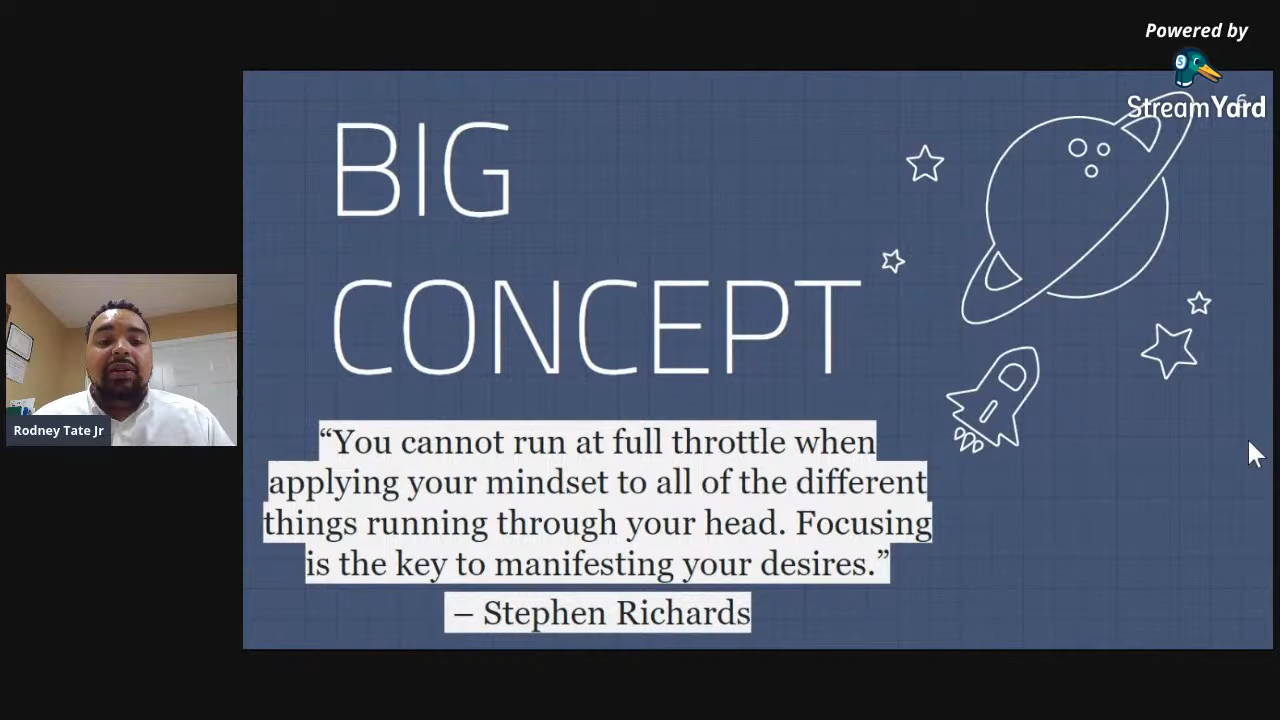 Powered by
StreamYard
6
BIG
CONCEPT
“You cannot run at full throttle when
applying your mindset to all of the different
things running through your head. Focusing
is the key to manifesting your desires.”
– Stephen Richards
Rodney Tate Jr